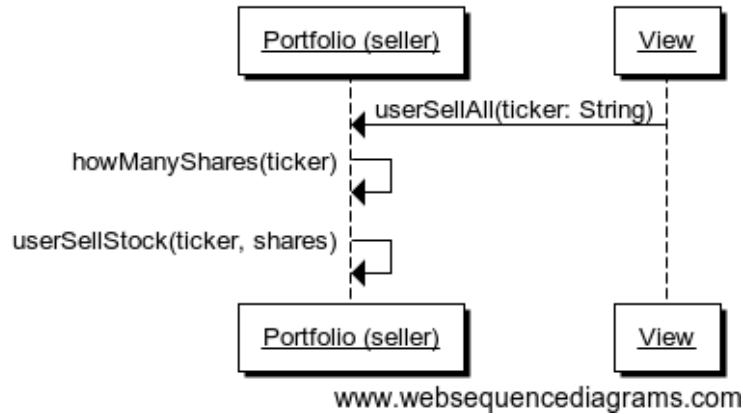 Portfolio (seller) View
userSellAll(ticker: String)
howManyShares(ticker)
userSellStock(ticker, shares)
Portfolio (seller) View
www.websequencediagrams.com